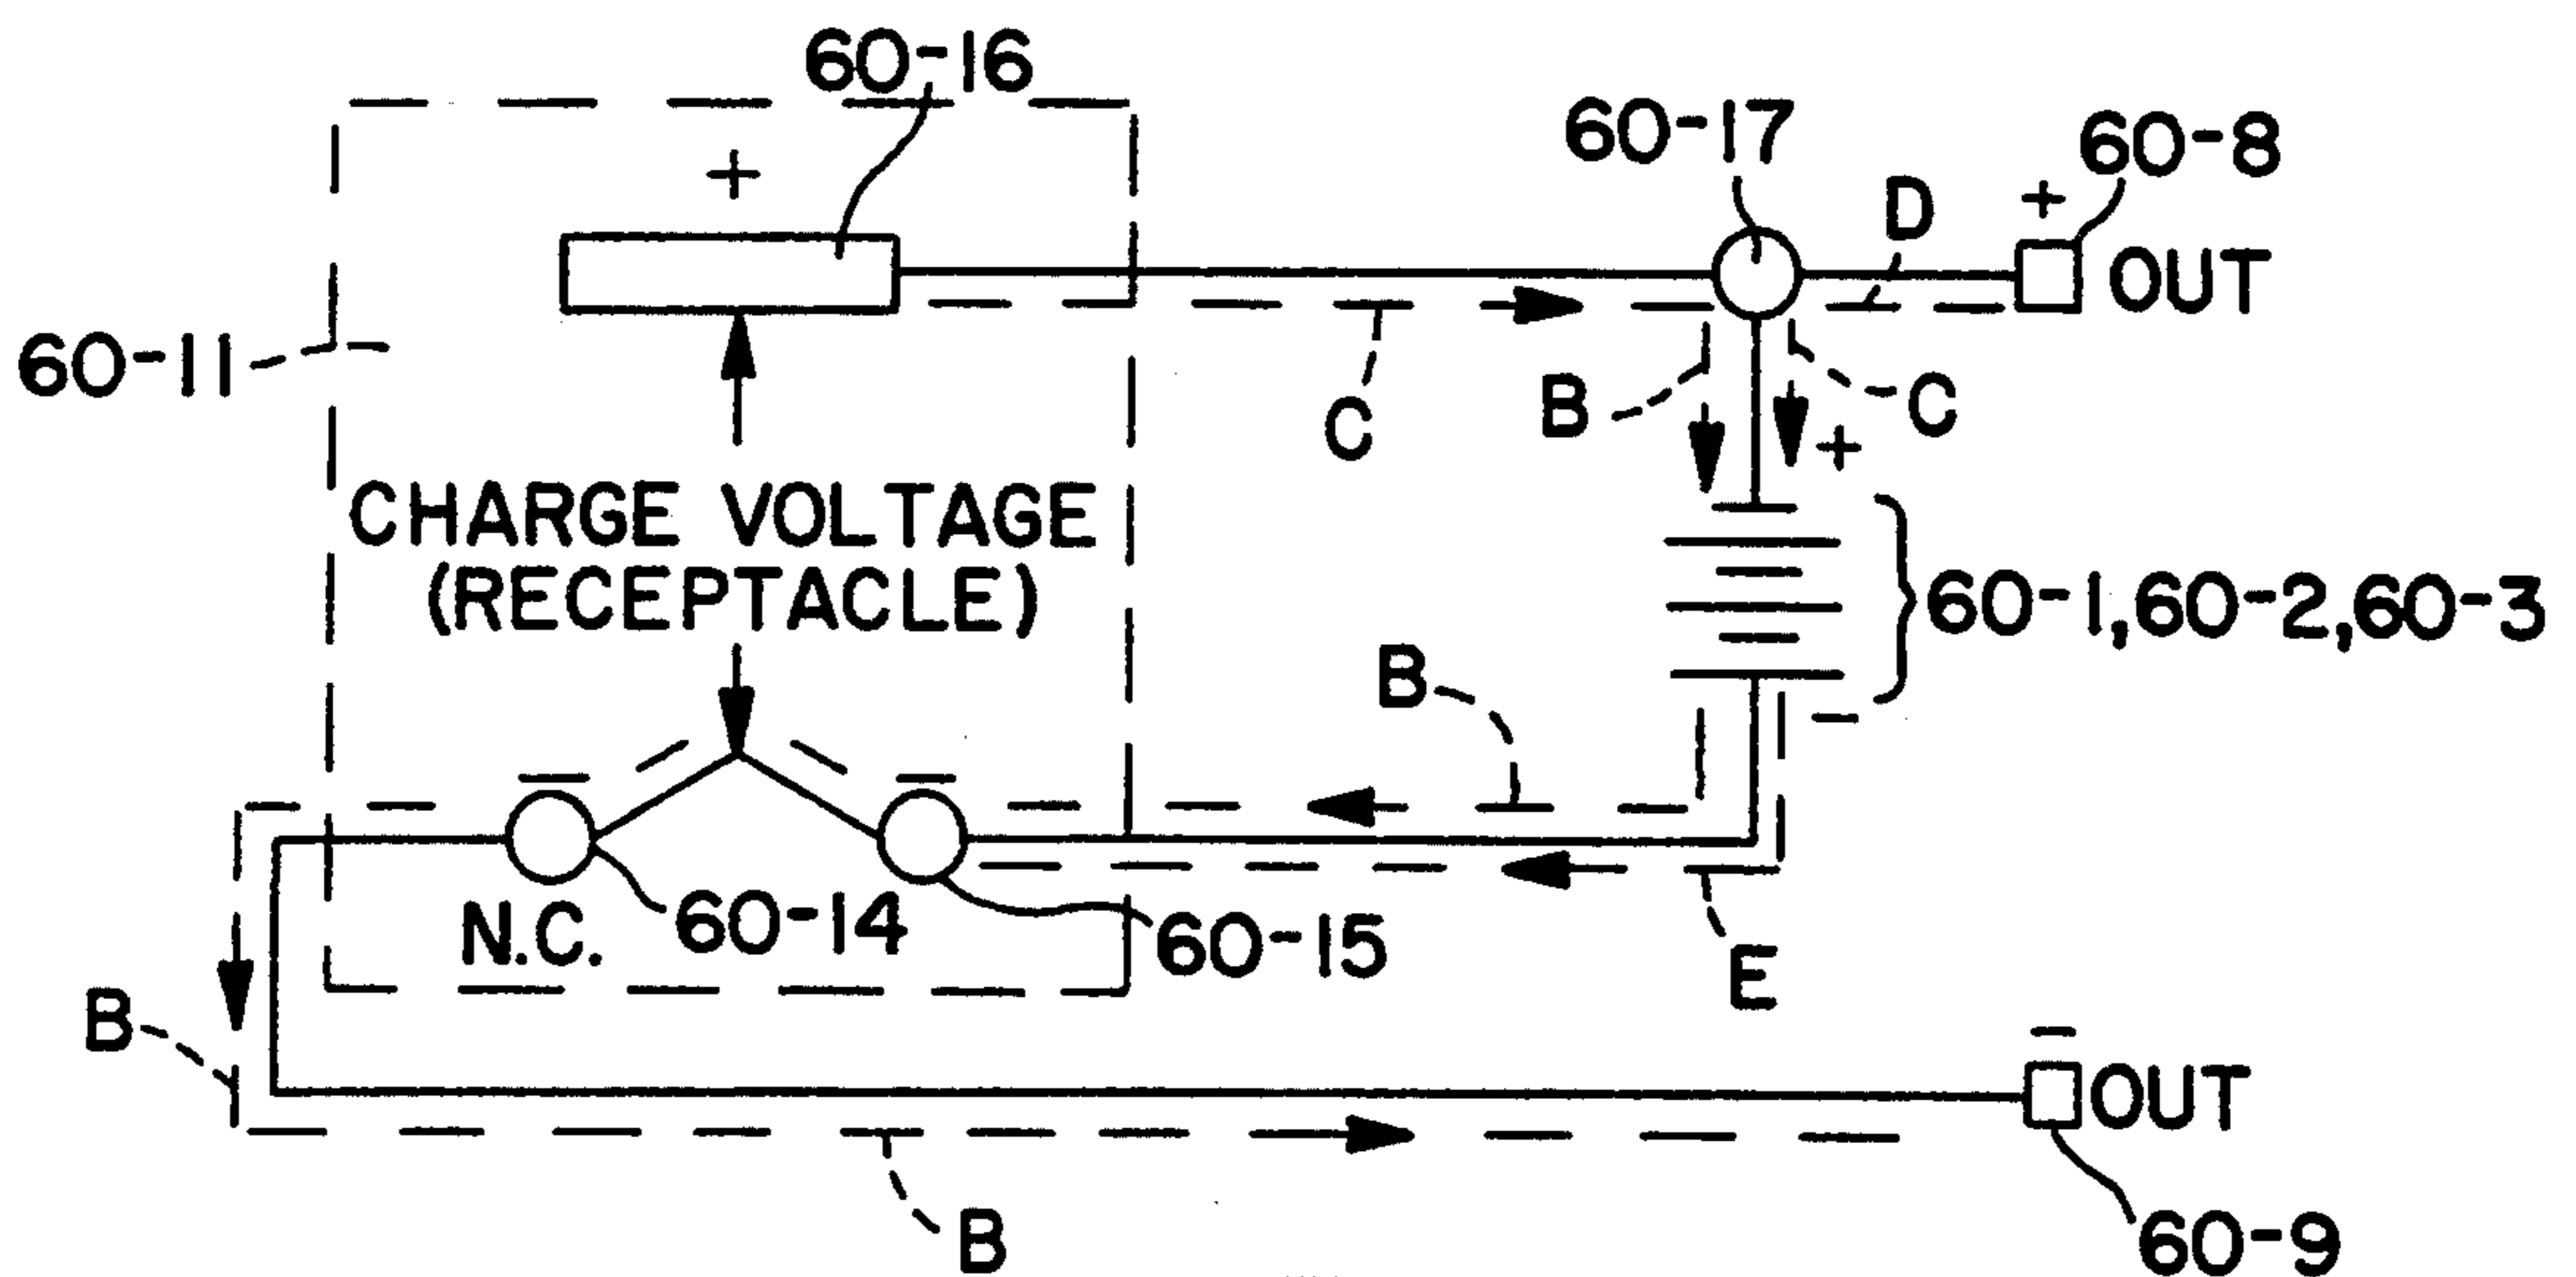 60-16
60-17
60-8
+
+
D
OUT
60-11
C
B
C
+
CHARGE VOLTAGE
(RECEPTACLE)
60-1,60-2,60-3
B
−
−
−
N.C.
60-14
60-15
E
B
−
OUT
B
60-9